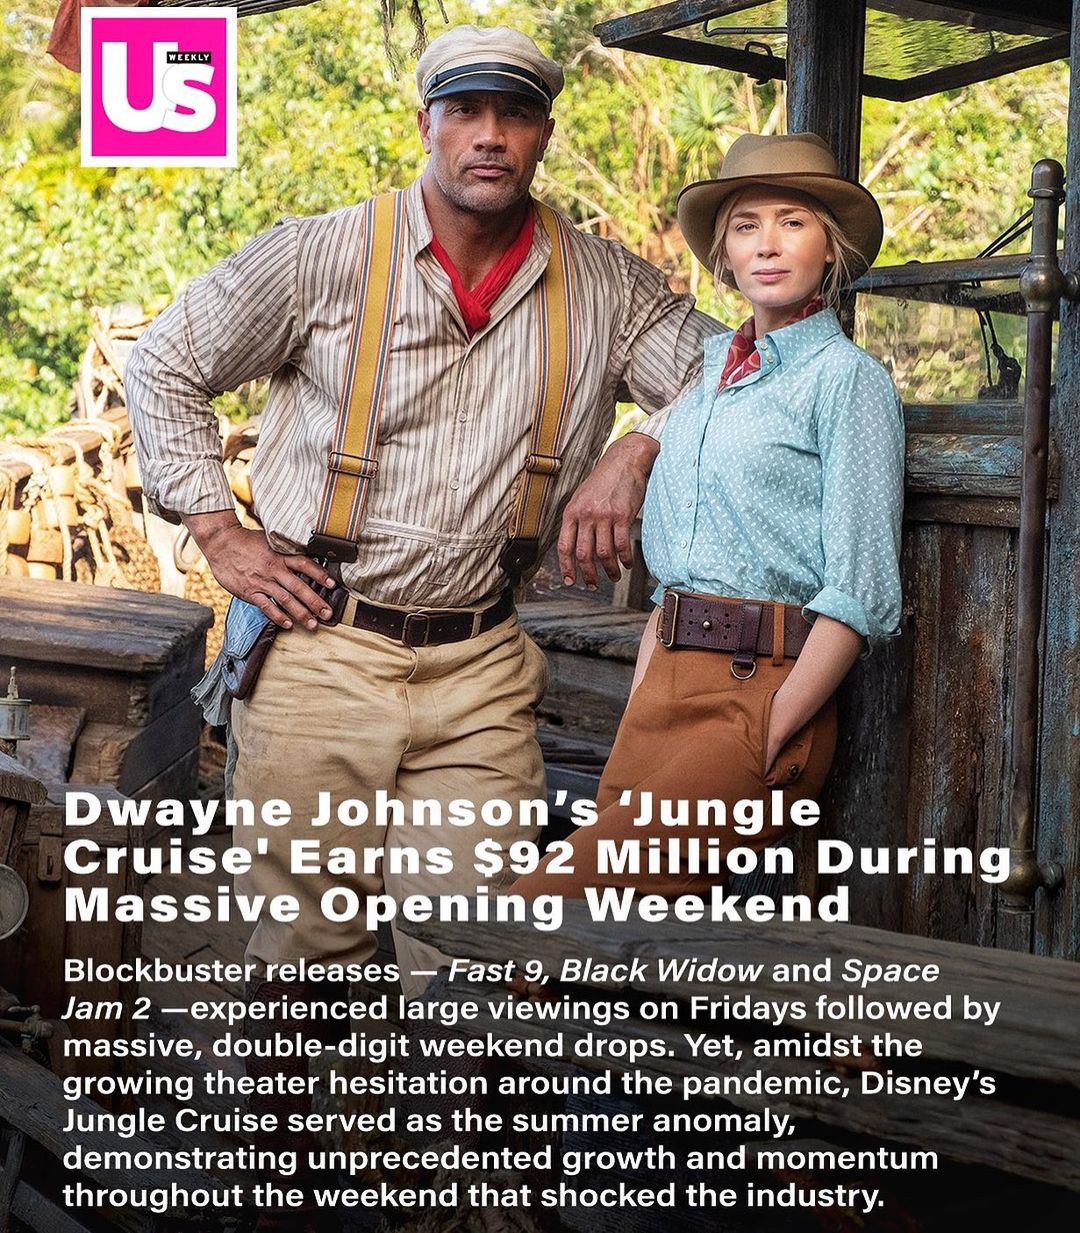 Us
WEEKLY
Dwayne Johnson’s ‘Jungle
Cruise' Earns $92 Million During
Massive Opening Weekend
Blockbuster releases — Fast 9, Black Widow and Space
Jam 2 —experienced large viewings on Fridays followed by
massive, double-digit weekend drops. Yet, amidst the
growing theater hesitation around the pandemic, Disney’s
Jungle Cruise served as the summer anomaly,
demonstrating unprecedented growth and momentum
throughout the weekend that shocked the industry.